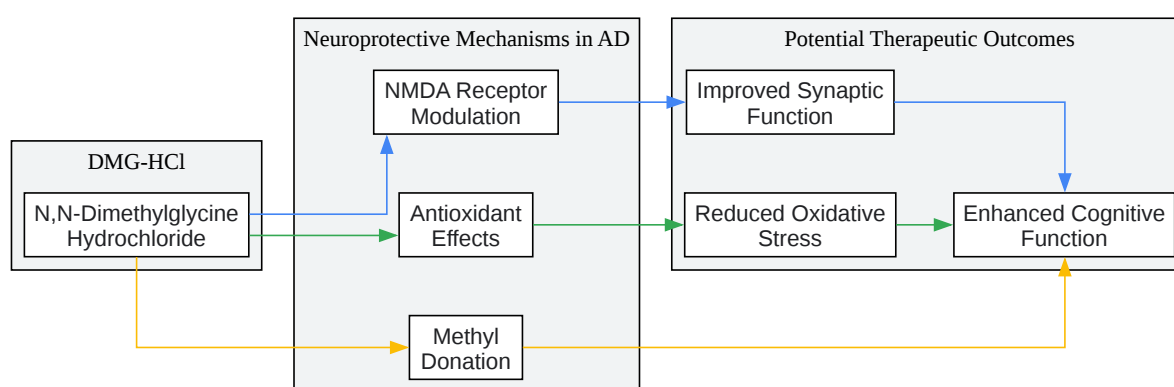 Neuroprotective Mechanisms in AD
Potential Therapeutic Outcomes
NMDA Receptor
Modulation
Improved Synaptic
Function
DMG-HCl
N,N-Dimethylglycine
Hydrochloride
Antioxidant
Effects
Reduced Oxidative
Stress
Enhanced Cognitive
Function
Methyl
Donation